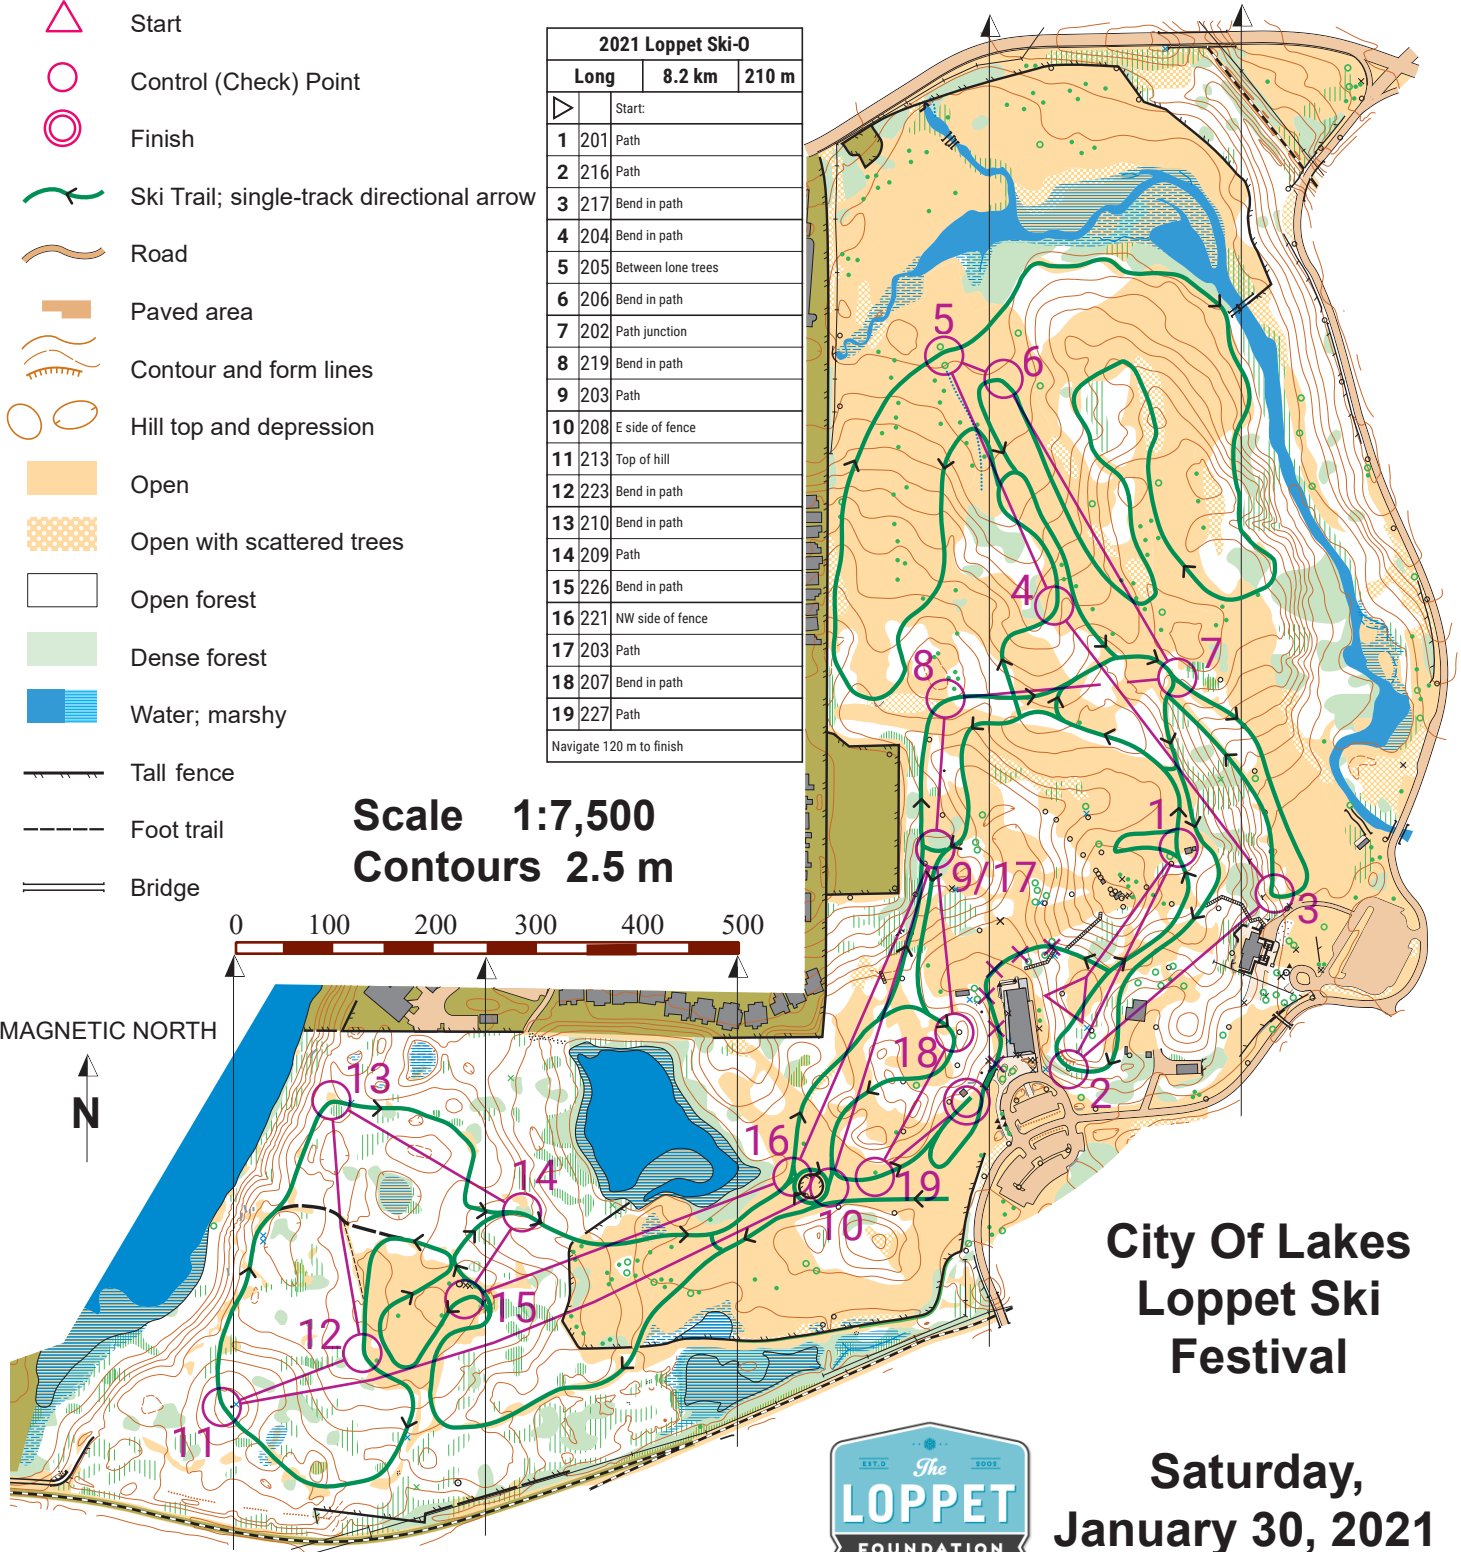 Start
Control (Check) Point
Finish
Ski Trail; single-track directional arrow
Road
Paved area
Contour and form lines
Hill top and depression
Open
Open with scattered trees
Open forest
Dense forest
Water; marshy
Tall fence
Foot trail
Bridge
2021 Loppet Ski-O
Long 8.2 km 210 m
Start:
1 201 Path
2 216 Path
3 217 Bend in path
4 204 Bend in path
5 205 Between lone trees
6 206 Bend in path
7 202 Path junction
8 219 Bend in path
9 203 Path
10 208 E side of fence
11 213 Top of hill
12 223 Bend in path
13 210 Bend in path
14 209 Path
15 226 Bend in path
16 221 NW side of fence
17 203 Path
18 207 Bend in path
19 227 Path
Navigate 120 m to finish
Scale 1:7,500
Contours 2.5 m
0 100 200 300 400 500
MAGNETIC NORTH
N
5
6
4
7
8
1
9/17
3
18
2
13
16
14
19
10
15
12
11
City Of Lakes
Loppet Ski
Festival
Saturday,
January 30, 2021
The
EST.D 2002
LOPPET
FOUNDATION